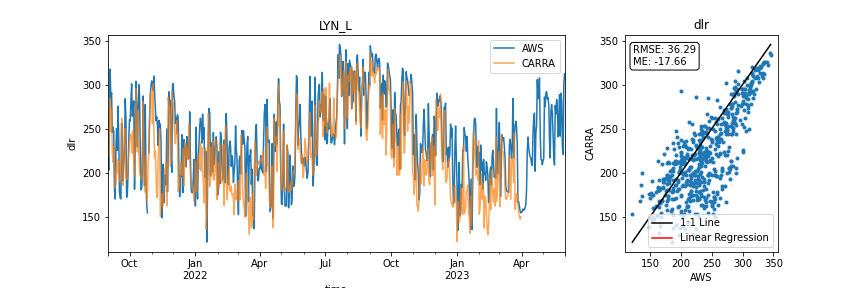 LYN_L
dlr
350
300
250
200
150
AWS
CARRA
Oct
Jan
2022
Apr
Jul
Oct
Jan
2023
Apr
time
dlr
CARRA
350
300
250
200
150
RMSE: 36.29
ME: -17.66
1:1 Line
Linear Regression
150
200
250
300
350
AWS